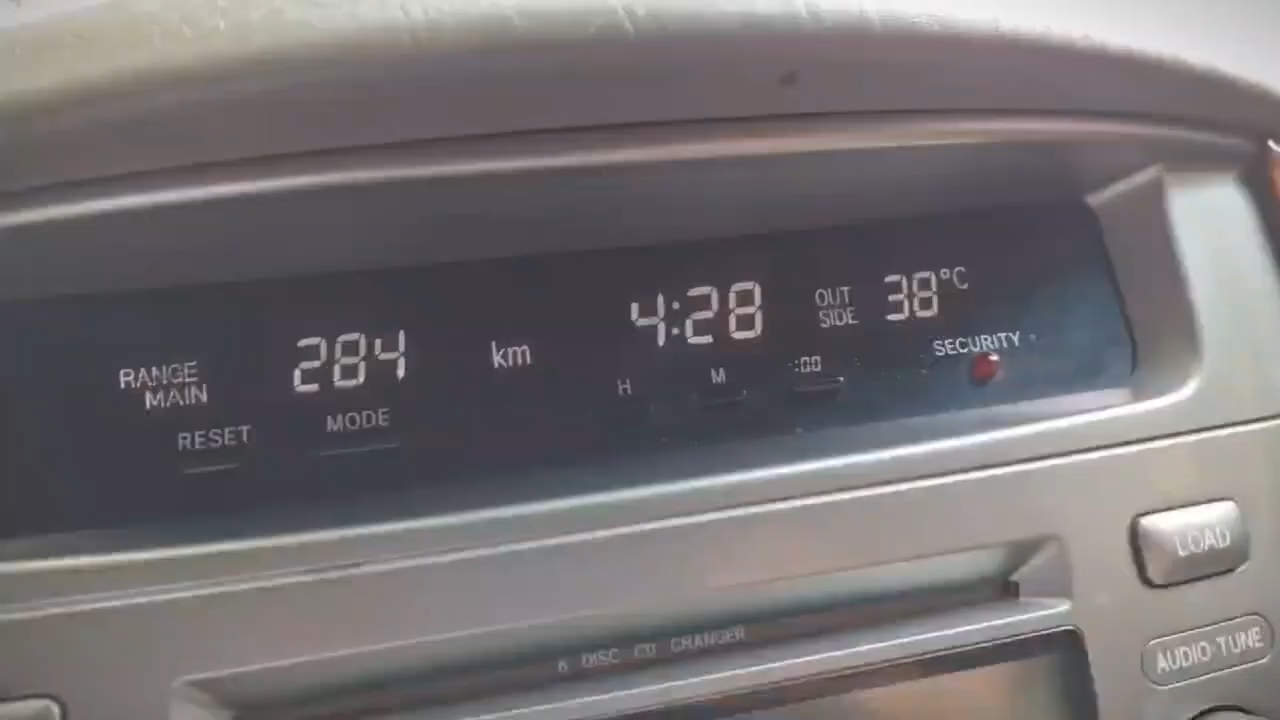 RANGE
MAIN
284 km
4:28
OUT
SIDE
38°C
RESET
MODE
H
M
:00
SECURITY
LOAD
6 DISC CD CHANGER
AUDIO·TUNE